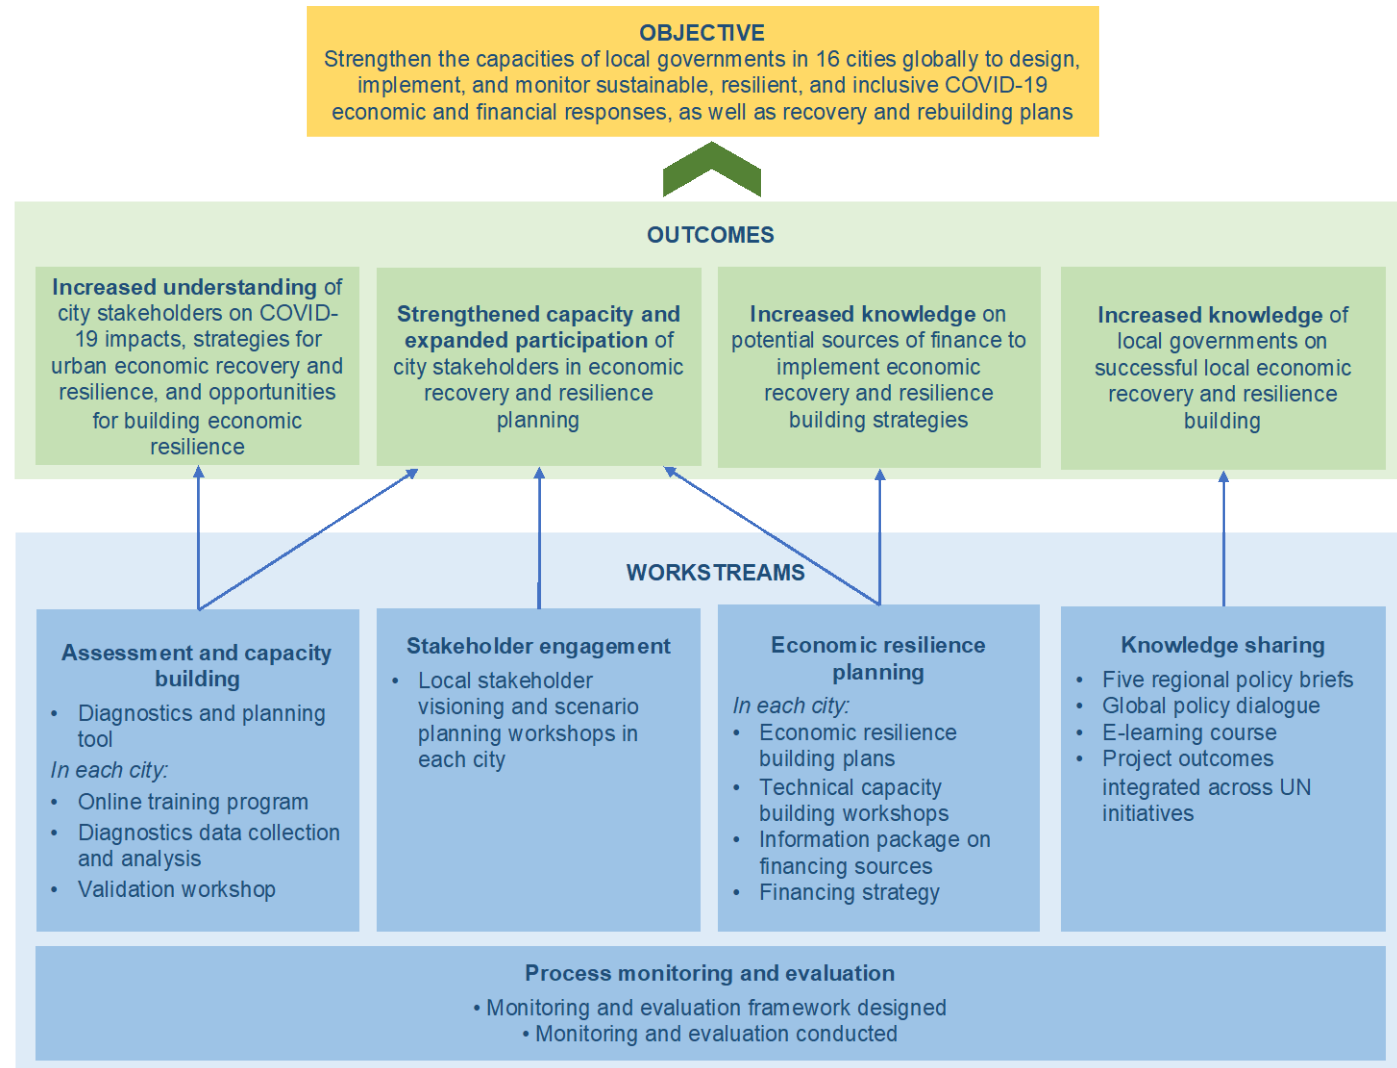 OBJECTIVE
Strengthen the capacities of local governments in 16 cities globally to design,
implement, and monitor sustainable, resilient, and inclusive COVID-19
economic and financial responses, as well as recovery and rebuilding plans
OUTCOMES
Increased understanding of
city stakeholders on COVID-
19 impacts, strategies for
urban economic recovery and
resilience, and opportunities
for building economic
resilience
Strengthened capacity and
expanded participation of
city stakeholders in economic
recovery and resilience
planning
Increased knowledge on
potential sources of finance to
implement economic
recovery and resilience
building strategies
Increased knowledge of
local governments on
successful local economic
recovery and resilience
building
WORKSTREAMS
Assessment and capacity
building
• Diagnostics and planning
tool
In each city:
• Online training program
• Diagnostics data collection
and analysis
• Validation workshop
Stakeholder engagement
• Local stakeholder
visioning and scenario
planning workshops in
each city
Economic resilience
planning
In each city:
• Economic resilience
building plans
• Technical capacity
building workshops
• Information package on
financing sources
• Financing strategy
Knowledge sharing
• Five regional policy briefs
• Global policy dialogue
• E-learning course
• Project outcomes
integrated across UN
initiatives
Process monitoring and evaluation
• Monitoring and evaluation framework designed
• Monitoring and evaluation conducted